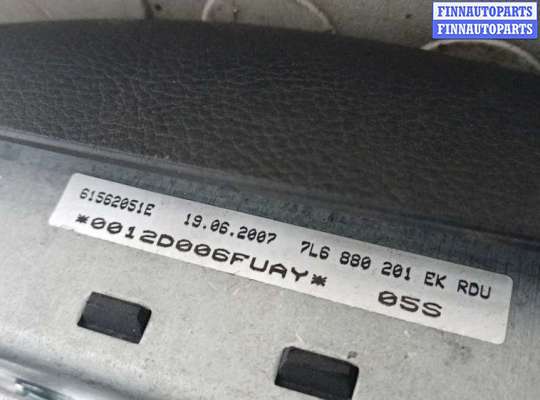 FINNAUTOPARTS
FINNAUTOPARTS
61562051E 19.06.2007 7L6 880 201 EK RDU
*0012D006FUAY* 05S